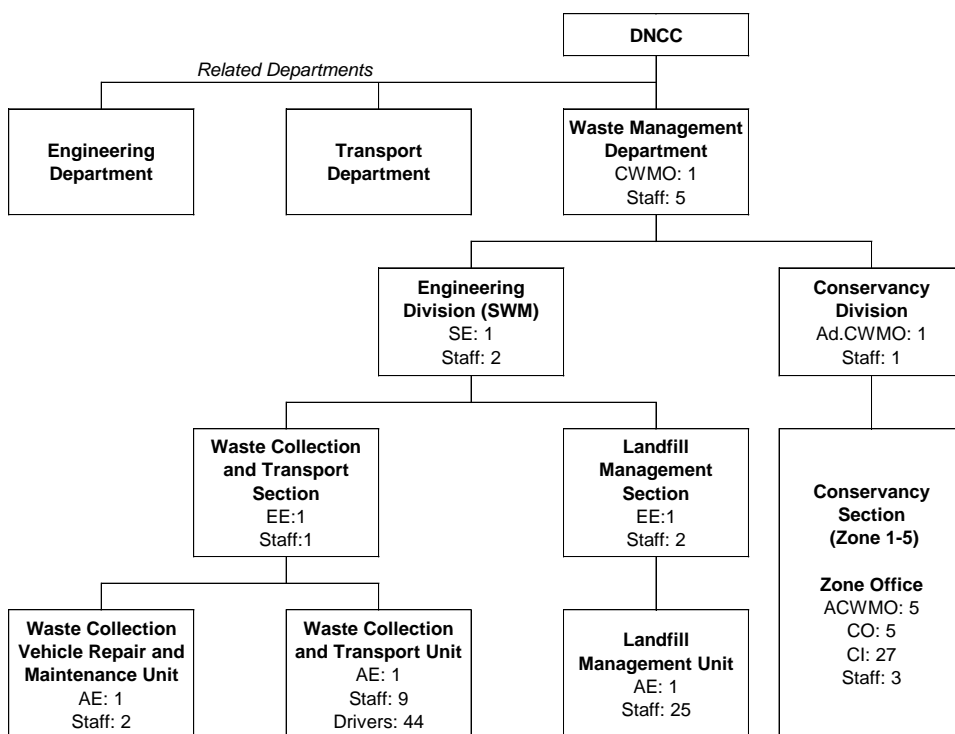 DNCC
Related Departments
Engineering
Department
Transport
Department
Waste Management
Department
CWMO: 1
Staff: 5
Engineering
Division (SWM)
SE: 1
Staff: 2
Conservancy
Division
Ad.CWMO: 1
Staff: 1
Waste Collection
and Transport
Section
EE:1
Staff:1
Landfill
Management
Section
EE:1
Staff: 2
Conservancy
Section
(Zone 1-5)
Zone Office
ACWMO: 5
CO: 5
CI: 27
Staff: 3
Waste Collection
Vehicle Repair and
Maintenance Unit
AE: 1
Staff: 2
Waste Collection
and Transport Unit
AE: 1
Staff: 9
Drivers: 44
Landfill
Management Unit
AE: 1
Staff: 25